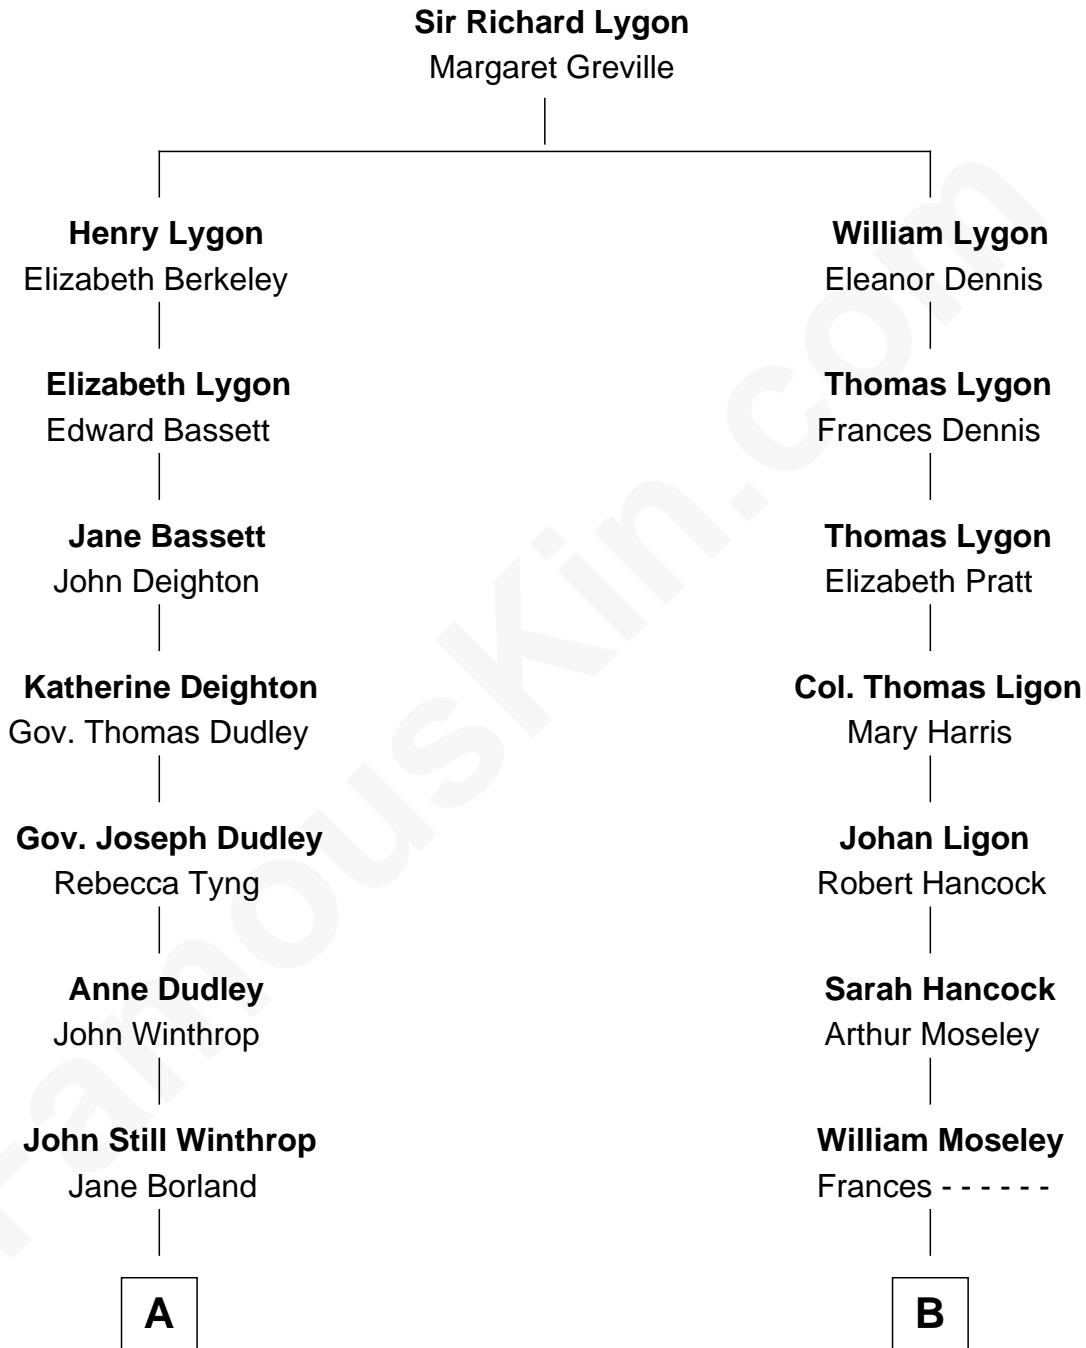 Sir Richard Lygon
Margaret Greville
Henry Lygon
Elizabeth Berkeley
William Lygon
Eleanor Dennis
Elizabeth Lygon
Edward Bassett
Thomas Lygon
Frances Dennis
Jane Bassett
John Deighton
Thomas Lygon
Elizabeth Pratt
Katherine Deighton
Gov. Thomas Dudley
Col. Thomas Ligon
Mary Harris
Gov. Joseph Dudley
Rebecca Tyng
Johan Ligon
Robert Hancock
Anne Dudley
John Winthrop
Sarah Hancock
Arthur Moseley
John Still Winthrop
Jane Borland
William Moseley
Frances - - - - - -
A
B
FamousKin.com